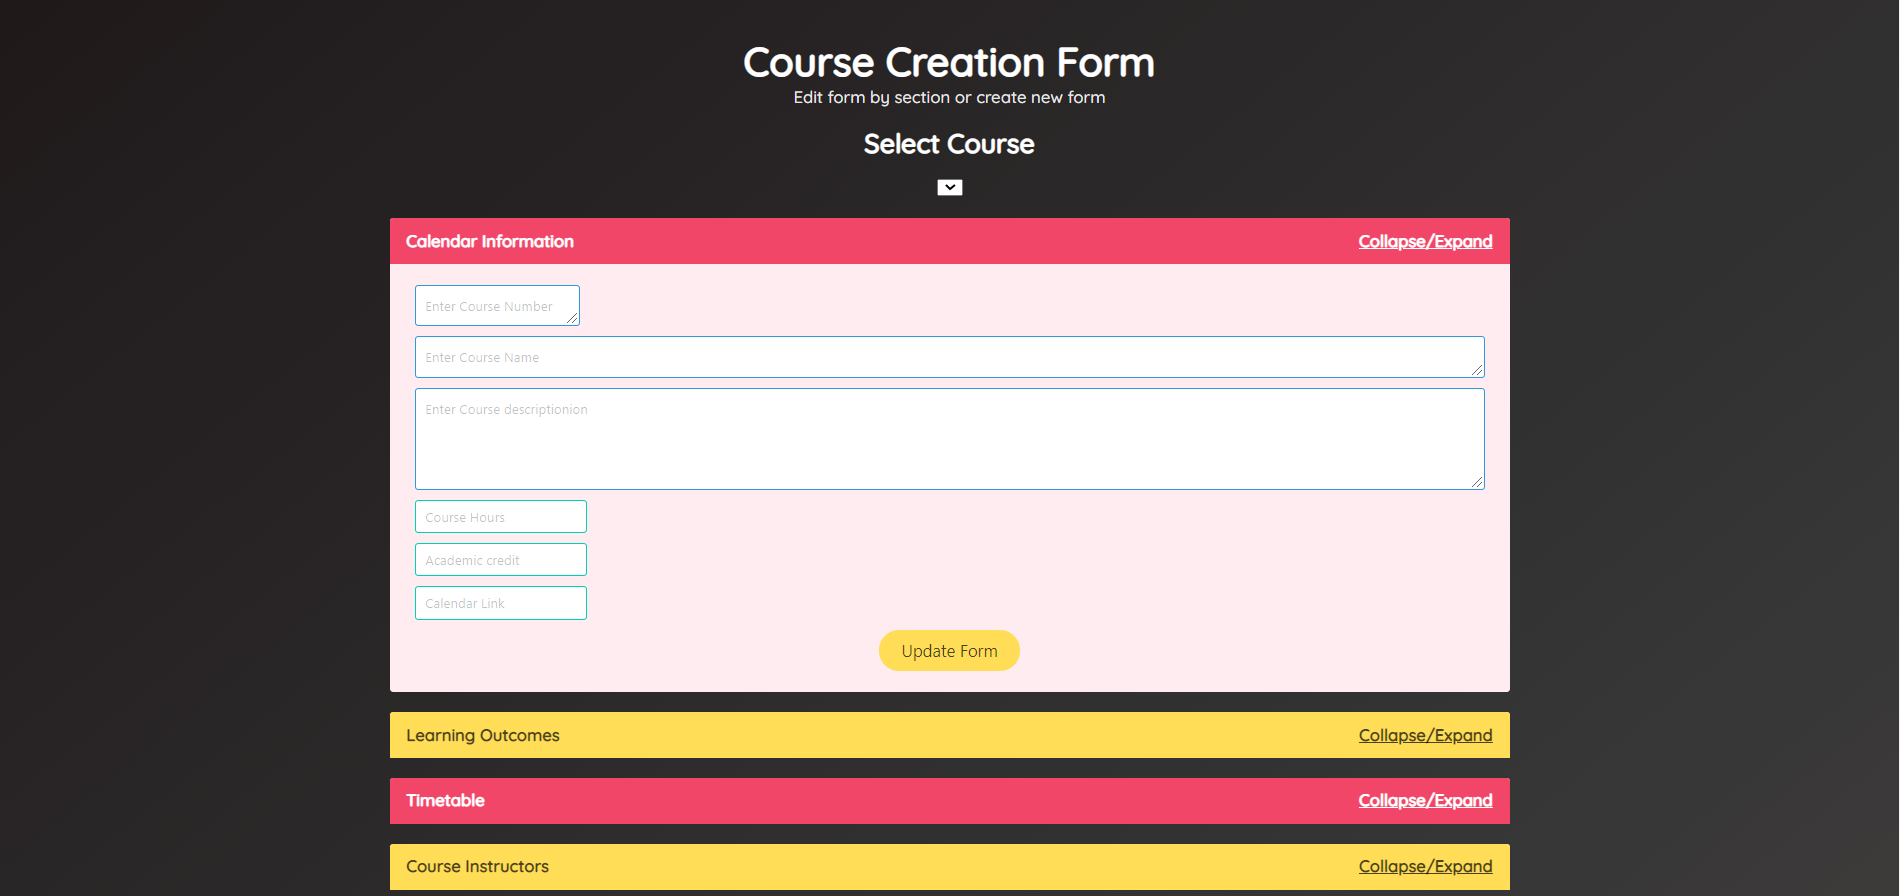 Course Creation Form
Edit form by section or create new form
Select Course
Calendar Information Collapse/Expand
Enter Course Number
Enter Course Name
Enter Course descriptionion
Course Hours
Academic credit
Calendar Link
Update Form
Learning Outcomes Collapse/Expand
Timetable Collapse/Expand
Course Instructors Collapse/Expand